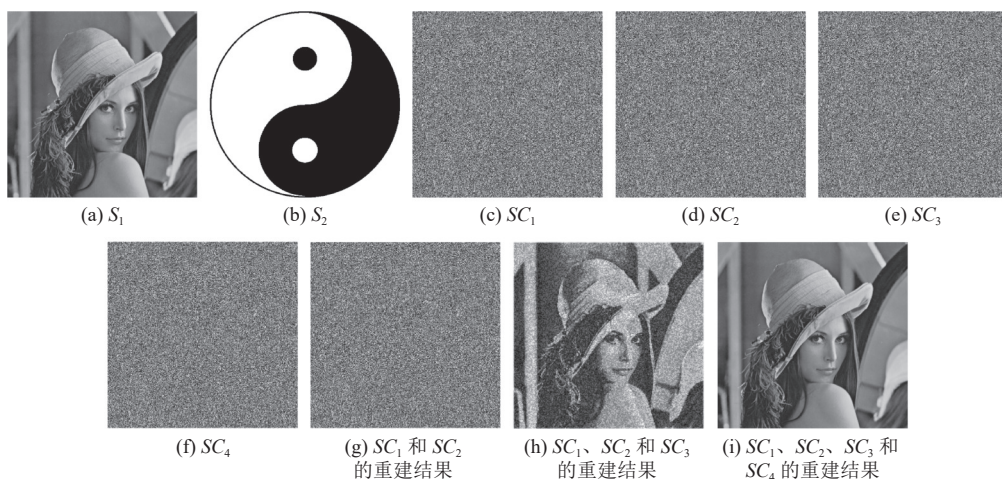 (a) S₁
(b) S₂
(c) SC₁
(d) SC₂
(e) SC₃
(f) SC₄
(g) SC₁ 和 SC₂
的重建结果
(h) SC₁、SC₂ 和 SC₃
的重建结果
(i) SC₁、SC₂、SC₃ 和
SC₄ 的重建结果